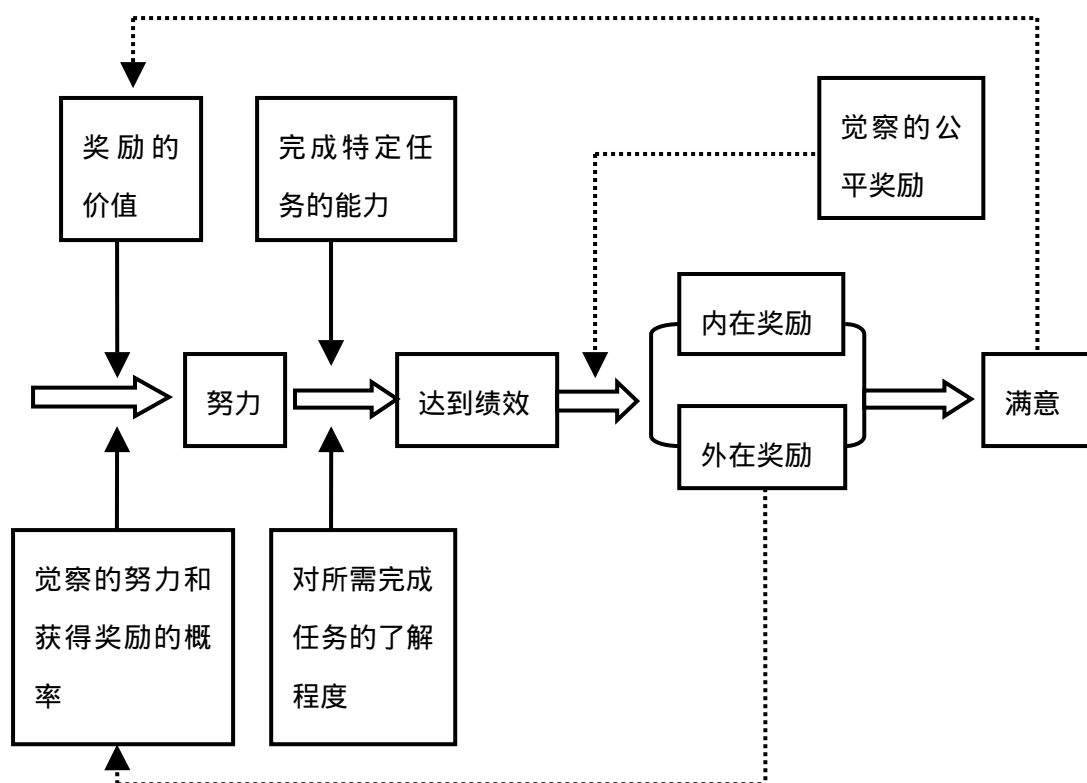 奖励的
价值
完成特定任
务的能力
觉察的公
平奖励
内在奖励
努力
达到绩效
满意
外在奖励
觉察的努力和
获得奖励的概
率
对所需完成
任务的了解
程度